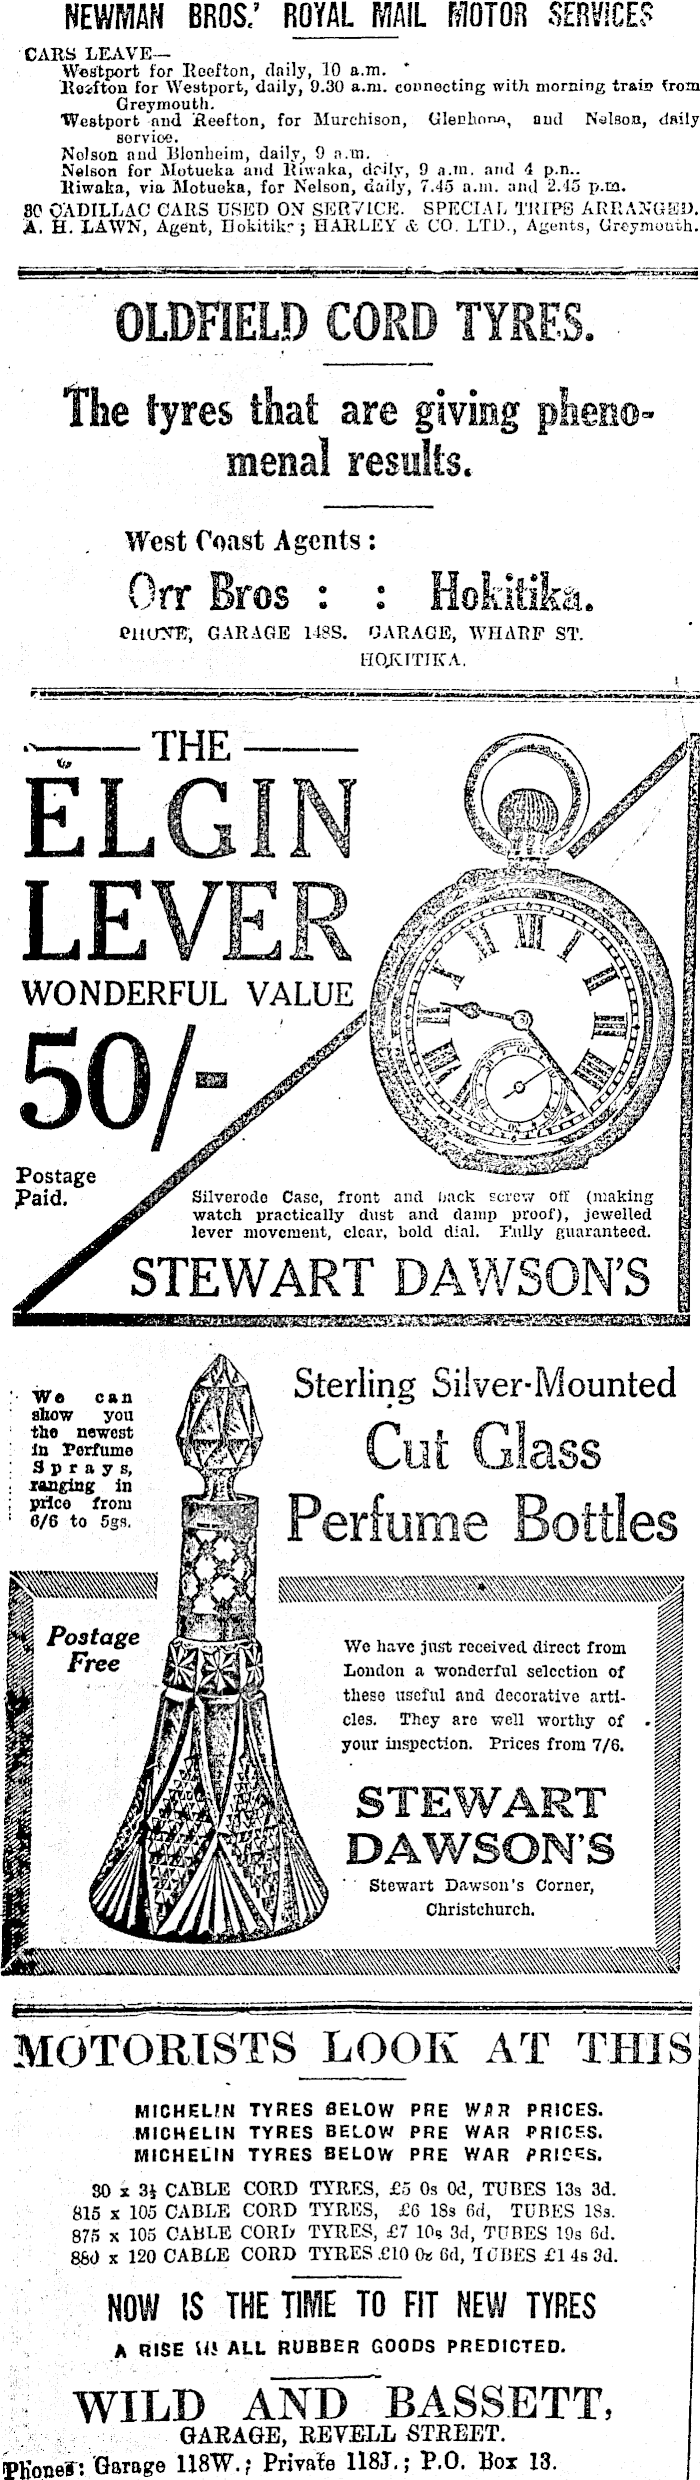 NEWMAN BROS.' ROYAL MAIL MOTOR SERVICES
CARS LEAVE—
Westport for Reefton, daily, 10 a.m.
Reefton for Westport, daily, 9.30 a.m. connecting with morning train from
Greymouth.
Westport and Reefton, for Murchison, Glenhope, and Nelson, daily
service.
Nelson and Blenheim, daily, 9 a.m.
Nelson for Motueka and Riwaka, daily, 9 a.m. and 4 p.m.
Riwaka, via Motueka, for Nelson, daily, 7.45 a.m. and 2.45 p.m.
30 CADILLAC CARS USED ON SERVICE. SPECIAL TRIPS ARRANGED.
A. H. LAWN, Agent, Hokitika; HARLEY & CO. LTD., Agents, Greymouth.
OLDFIELD CORD TYRES.
The tyres that are giving pheno-
menal results.
West Coast Agents:
Orr Bros : : Hokitika.
PHONE, GARAGE 148S. GARAGE, WHARF ST.
HOKITIKA.
THE
ELGIN
LEVER
WONDERFUL VALUE
50/-
Postage
Paid.
Silverode Case, front and back screw off (making
watch practically dust and damp proof), jewelled
lever movement, clear, bold dial. Fully guaranteed.
STEWART DAWSON'S
We can
show you
the newest
in Perfume
Sprays,
ranging in
price from
6/6 to 5gs.
Sterling Silver-Mounted
Cut Glass
Perfume Bottles
Postage
Free
We have just received direct from
London a wonderful selection of
these useful and decorative arti-
cles. They are well worthy of
your inspection. Prices from 7/6.
STEWART
DAWSON'S
Stewart Dawson's Corner,
Christchurch.
MOTORISTS LOOK AT THIS
MICHELIN TYRES BELOW PRE WAR PRICES.
MICHELIN TYRES BELOW PRE WAR PRICES.
MICHELIN TYRES BELOW PRE WAR PRICES.
30 x 3½ CABLE CORD TYRES, £5 0s 0d, TUBES 13s 3d.
815 x 105 CABLE CORD TYRES, £6 18s 6d, TUBES 18s.
875 x 105 CABLE CORD TYRES, £7 10s 3d, TUBES 19s 6d.
880 x 120 CABLE CORD TYRES £10 0s 6d, TUBES £1 4s 3d.
NOW IS THE TIME TO FIT NEW TYRES
A RISE IN ALL RUBBER GOODS PREDICTED.
WILD AND BASSETT,
GARAGE, REVELL STREET.
Phones: Garage 118W.; Private 118J.; P.O. Box 13.